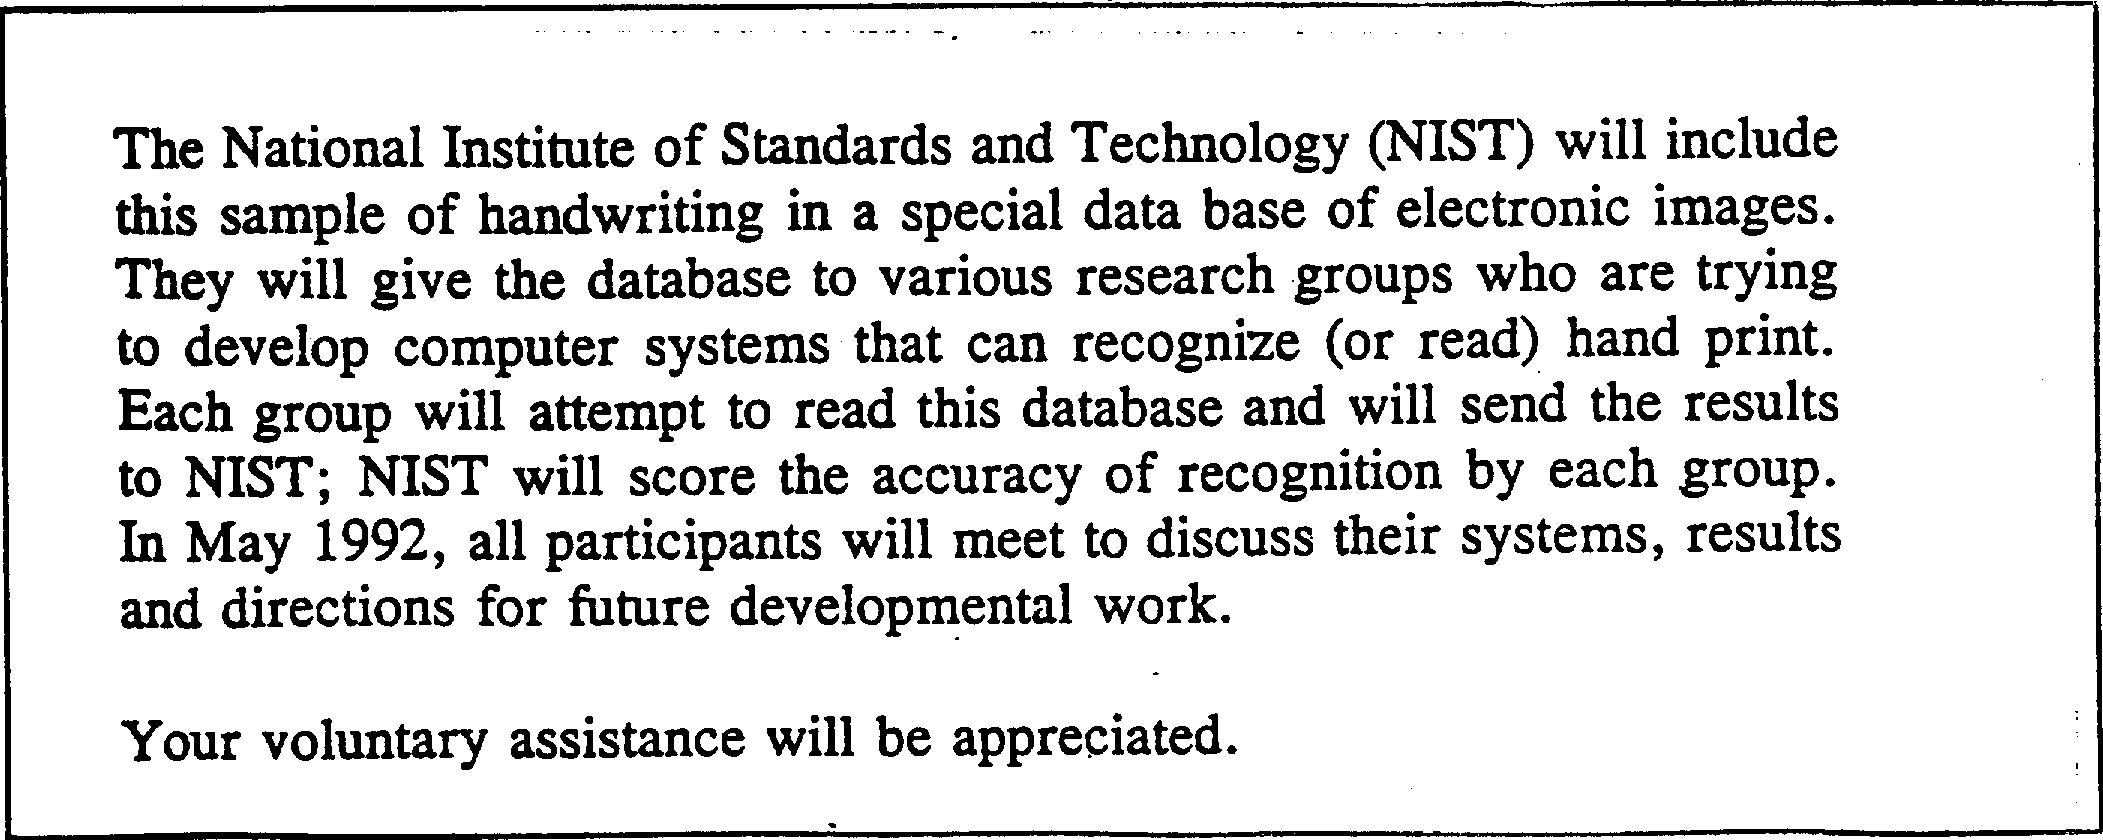 The National Institute of Standards and Technology (NIST) will include
this sample of handwriting in a special data base of electronic images.
They will give the database to various research groups who are trying
to develop computer systems that can recognize (or read) hand print.
Each group will attempt to read this database and will send the results
to NIST; NIST will score the accuracy of recognition by each group.
In May 1992, all participants will meet to discuss their systems, results
and directions for future developmental work.
Your voluntary assistance will be appreciated.